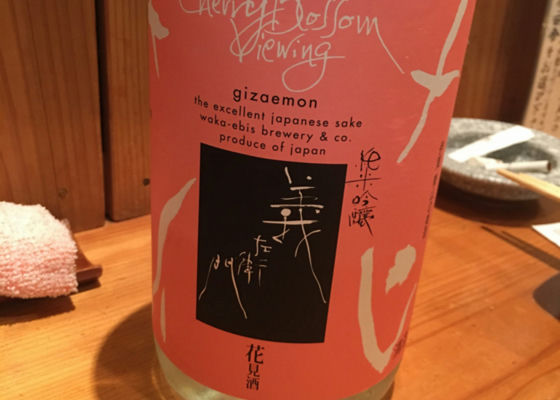 Cherry Blossom
Viewing
gizaemon
the excellent japanese sake
waka-ebis brewery & co.
produce of japan
純米吟醸
義
左衛門
花見酒